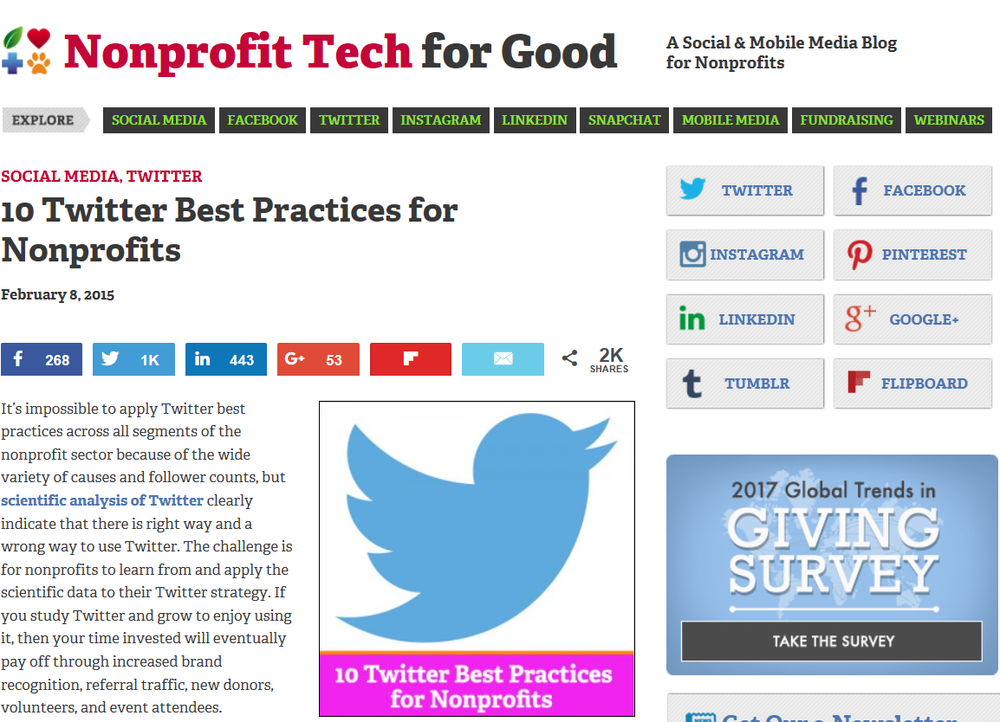 Nonprofit Tech for Good
A Social & Mobile Media Blog
for Nonprofits
EXPLORE
SOCIAL MEDIA
FACEBOOK
TWITTER
INSTAGRAM
LINKEDIN
SNAPCHAT
MOBILE MEDIA
FUNDRAISING
WEBINARS
SOCIAL MEDIA, TWITTER
10 Twitter Best Practices for
Nonprofits
February 8, 2015
268
1K
in 443
G+ 53
2K
SHARES
It's impossible to apply Twitter best
practices across all segments of the
nonprofit sector because of the wide
variety of causes and follower counts, but
scientific analysis of Twitter clearly
indicate that there is right way and a
wrong way to use Twitter. The challenge is
for nonprofits to learn from and apply the
scientific data to their Twitter strategy. If
you study Twitter and grow to enjoy using
it, then your time invested will eventually
pay off through increased brand
recognition, referral traffic, new donors,
volunteers, and event attendees.
10 Twitter Best Practices
for Nonprofits
TWITTER
FACEBOOK
INSTAGRAM
PINTEREST
in LINKEDIN
g+ GOOGLE+
TUMBLR
FLIPBOARD
2017 Global Trends in
GIVING
SURVEY
TAKE THE SURVEY
NEWS
Get Our e-Newsletter